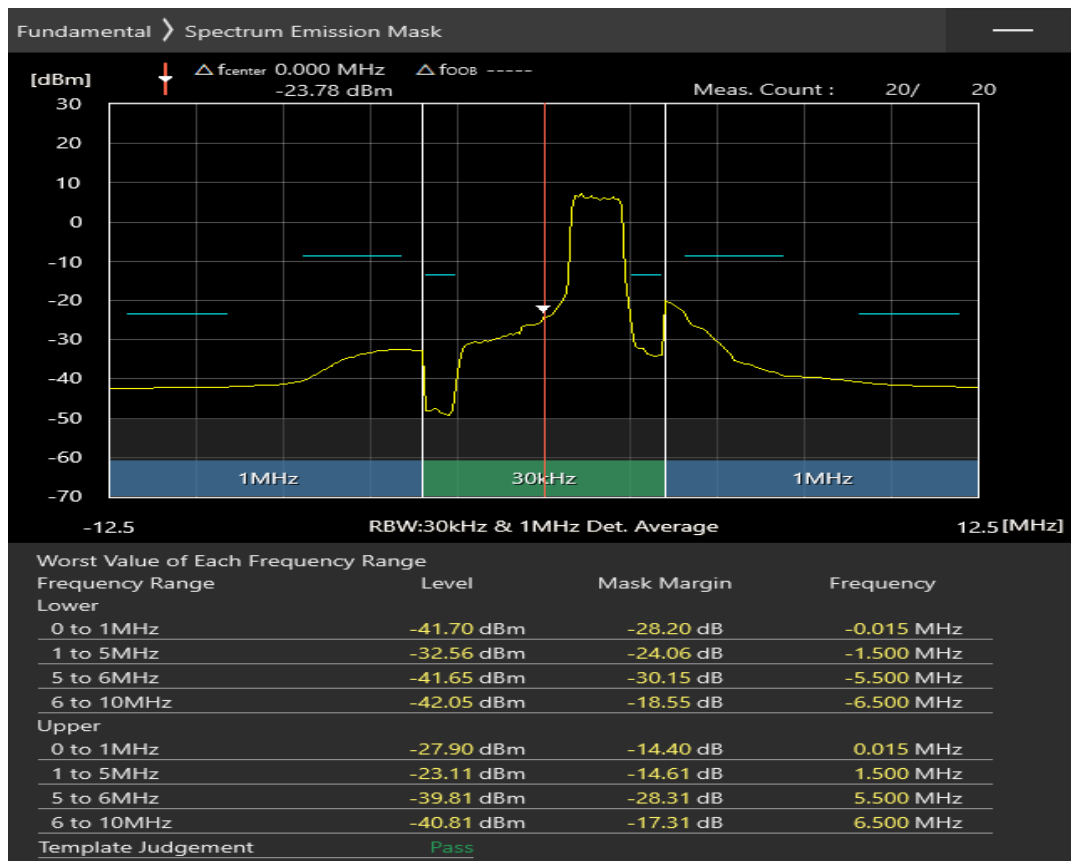 Fundamental ❯ Spectrum Emission Mask
[dBm] △ fcenter 0.000 MHz △ fOOB -----
-23.78 dBm Meas. Count : 20/ 20
30
20
10
0
-10
-20
-30
-40
-50
-60
1MHz 30kHz 1MHz
-70
-12.5 RBW:30kHz & 1MHz Det. Average 12.5 [MHz]
Worst Value of Each Frequency Range
Frequency Range Level Mask Margin Frequency
Lower
0 to 1MHz -41.70 dBm -28.20 dB -0.015 MHz
1 to 5MHz -32.56 dBm -24.06 dB -1.500 MHz
5 to 6MHz -41.65 dBm -30.15 dB -5.500 MHz
6 to 10MHz -42.05 dBm -18.55 dB -6.500 MHz
Upper
0 to 1MHz -27.90 dBm -14.40 dB 0.015 MHz
1 to 5MHz -23.11 dBm -14.61 dB 1.500 MHz
5 to 6MHz -39.81 dBm -28.31 dB 5.500 MHz
6 to 10MHz -40.81 dBm -17.31 dB 6.500 MHz
Template Judgement Pass